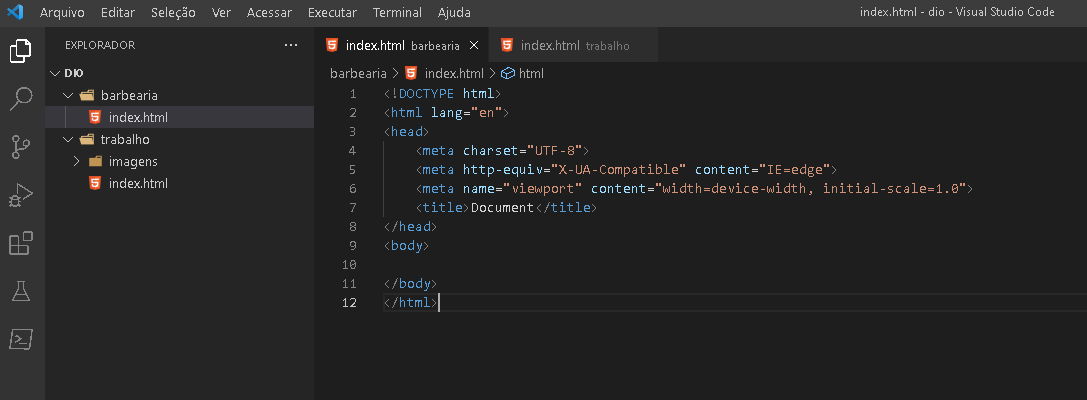 Arquivo Editar Seleção Ver Acessar Executar Terminal Ajuda index.html - dio - Visual Studio Code
EXPLORADOR ···
DIO
barbearia
index.html
trabalho
imagens
index.html
index.html barbearia × index.html trabalho
barbearia > index.html > html
1 <!DOCTYPE html>
2 <html lang="en">
3 <head>
4 <meta charset="UTF-8">
5 <meta http-equiv="X-UA-Compatible" content="IE=edge">
6 <meta name="viewport" content="width=device-width, initial-scale=1.0">
7 <title>Document</title>
8 </head>
9 <body>
10
11 </body>
12 </html>